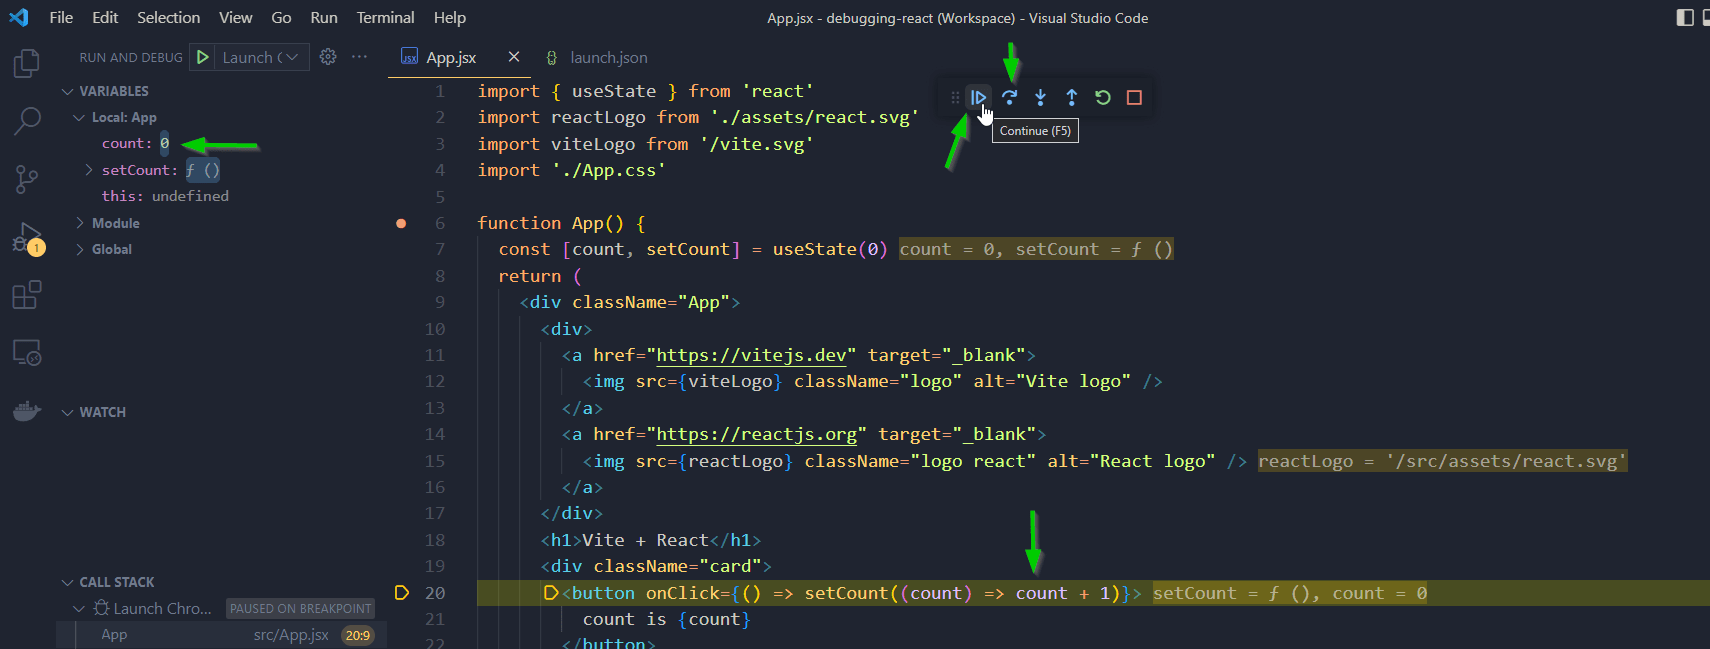 File Edit Selection View Go Run Terminal Help
App.jsx - debugging-react (Workspace) - Visual Studio Code
RUN AND DEBUG
Launch (
JSX App.jsx
{} launch.json
VARIABLES
Local: App
count: 0
setCount: ƒ ()
this: undefined
Module
Global
1
WATCH
CALL STACK
Launch Chro... PAUSED ON BREAKPOINT
App src/App.jsx 20:9
Continue (F5)
1 import { useState } from 'react'
2 import reactLogo from './assets/react.svg'
3 import viteLogo from '/vite.svg'
4 import './App.css'
5
6 function App() {
7 const [count, setCount] = useState(0) count = 0, setCount = ƒ ()
8 return (
9 <div className="App">
10 <div>
11 <a href="https://vitejs.dev" target="_blank">
12 <img src={viteLogo} className="logo" alt="Vite logo" />
13 </a>
14 <a href="https://reactjs.org" target="_blank">
15 <img src={reactLogo} className="logo react" alt="React logo" /> reactLogo = '/src/assets/react.svg'
16 </a>
17 </div>
18 <h1>Vite + React</h1>
19 <div className="card">
20 <button onClick={() => setCount((count) => count + 1)}> setCount = ƒ (), count = 0
21 count is {count}
22 </button>